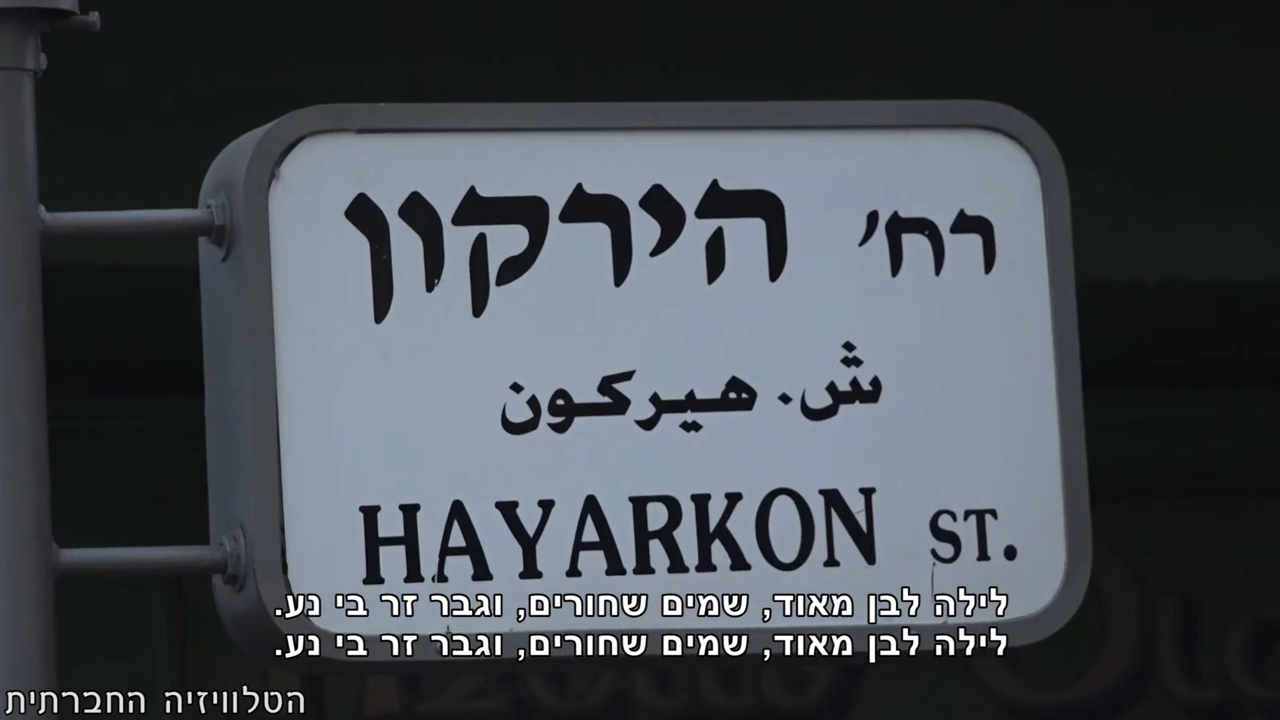 רח' הירקון
ش. هيركون
HAYARKON ST.
לילה לבן מאוד, שמים שחורים, וגבר זר בי נע.
לילה לבן מאוד, שמים שחורים, וגבר זר בי נע.
הטלוויזיה החברתית